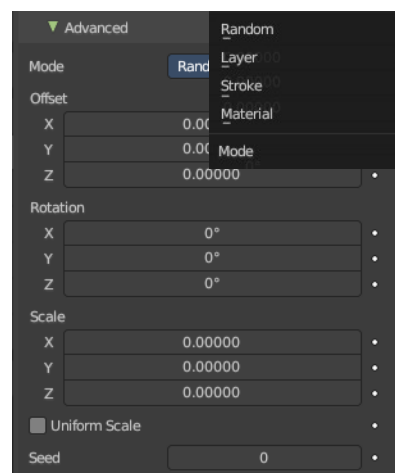 Advanced
Random
Mode
Rand
Layer
Stroke
Material
Mode
Offset
X 0.00
Y 0.00
Z 0.00000
Rotation
X 0°
Y 0°
Z 0°
Scale
X 0.00000
Y 0.00000
Z 0.00000
Uniform Scale
Seed 0